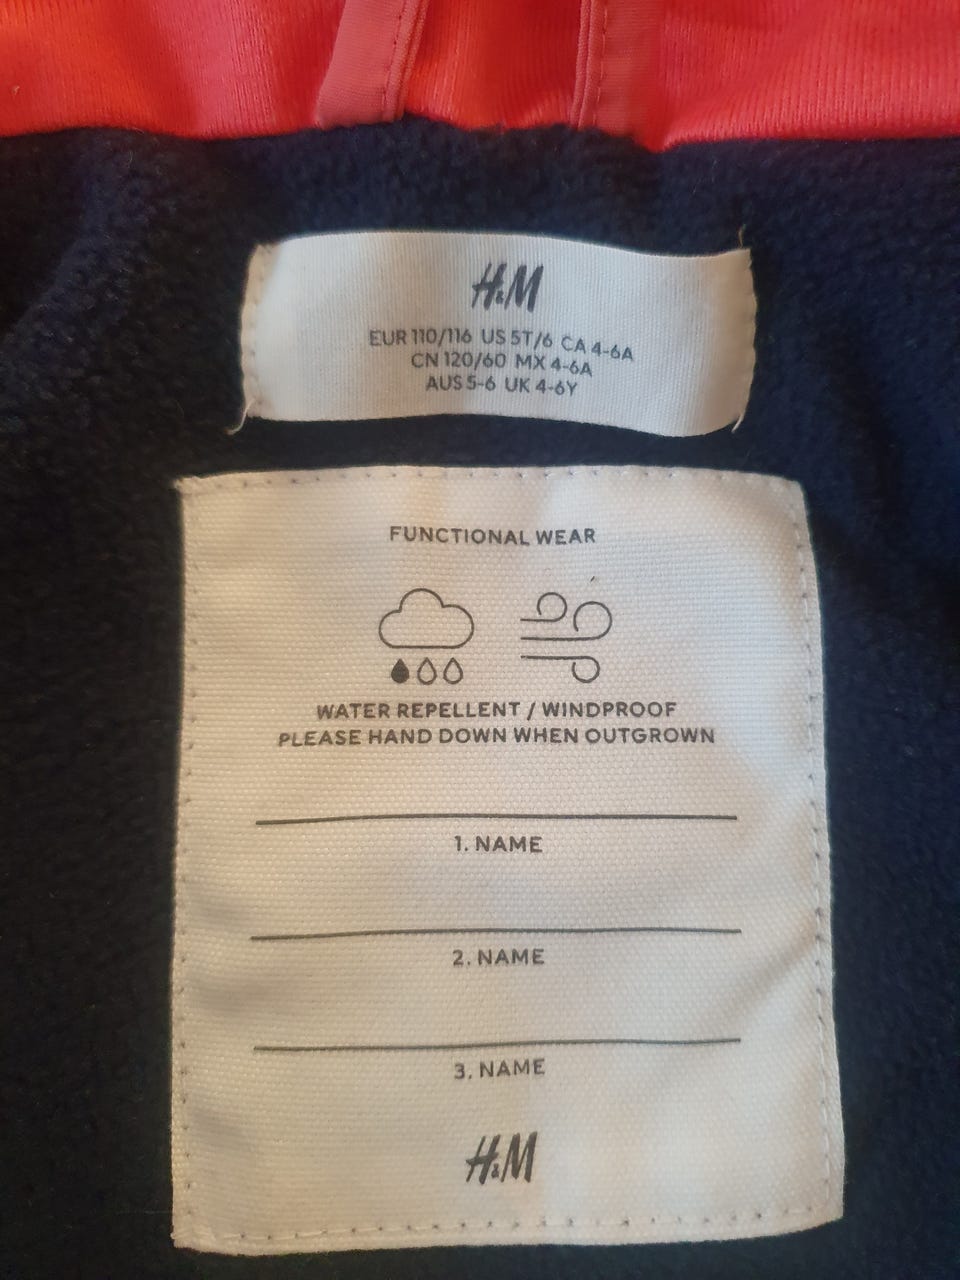 H&M
EUR 110/116 US 5T/6 CA 4-6A
CN 120/60 MX 4-6A
AUS 5-6 UK 4-6Y
FUNCTIONAL WEAR
WATER REPELLENT / WINDPROOF
PLEASE HAND DOWN WHEN OUTGROWN
1. NAME
2. NAME
3. NAME
H&M